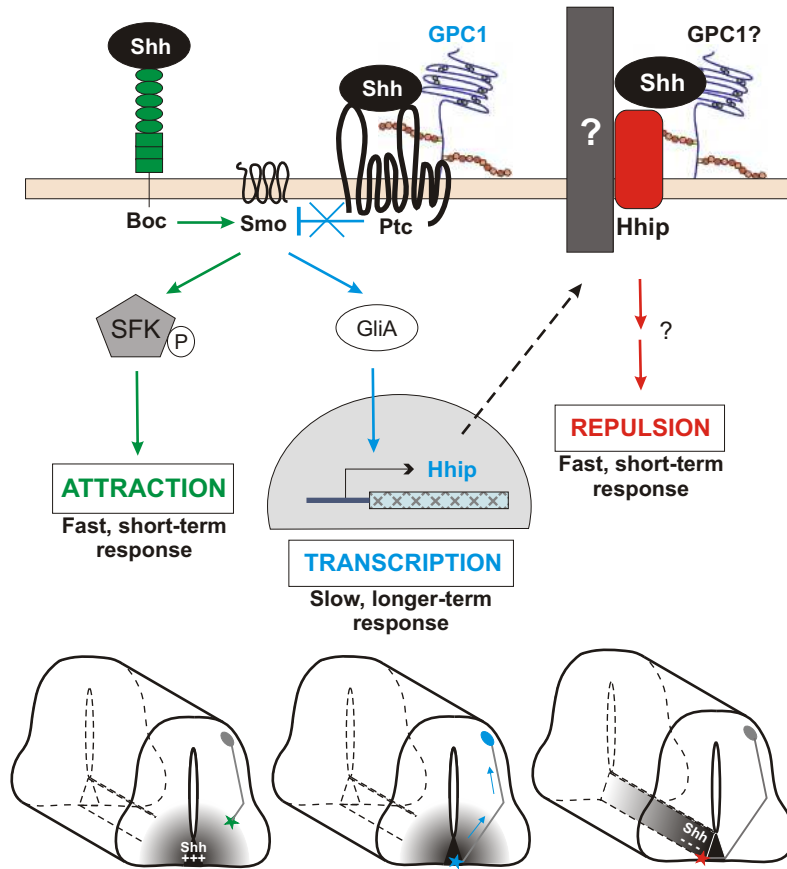 Shh
GPC1
GPC1?
Shh
Shh
?
Boc
Smo
Ptc
Hhip
SFK
P
GliA
?
Hhip
ATTRACTION
Fast, short-term
response
TRANSCRIPTION
Slow, longer-term
response
REPULSION
Fast, short-term
response
Shh
+++
Shh
---